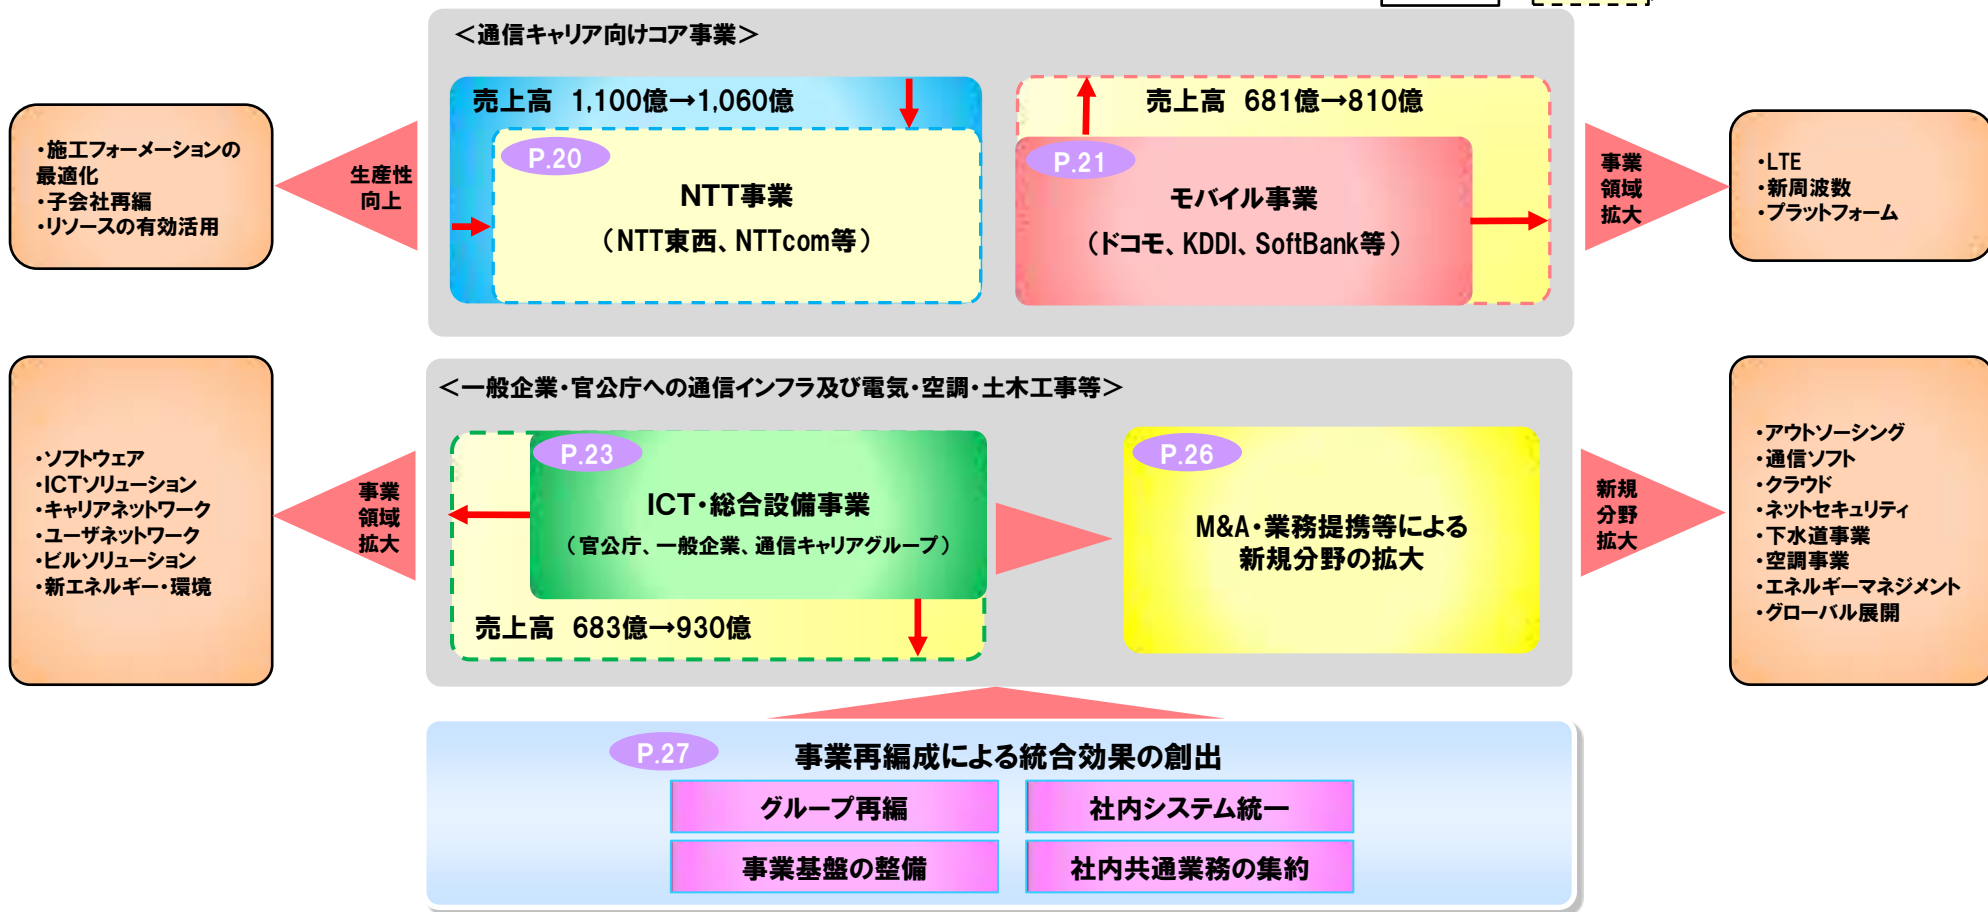 ＜通信キャリア向けコア事業＞
売上高 1,100億→1,060億
P.20
NTT事業
（NTT東西、NTTcom等）
売上高 681億→810億
P.21
モバイル事業
（ドコモ、KDDI、SoftBank等）
・施工フォーメーションの
最適化
・子会社再編
・リソースの有効活用
生産性
向上
事業
領域
拡大
・LTE
・新周波数
・プラットフォーム
＜一般企業・官公庁への通信インフラ及び電気・空調・土木工事等＞
P.23
ICT・総合設備事業
（官公庁、一般企業、通信キャリアグループ）
売上高 683億→930億
P.26
M&A・業務提携等による
新規分野の拡大
・ソフトウェア
・ICTソリューション
・キャリアネットワーク
・ユーザネットワーク
・ビルソリューション
・新エネルギー・環境
事業
領域
拡大
新規
分野
拡大
・アウトソーシング
・通信ソフト
・クラウド
・ネットセキュリティ
・下水道事業
・空調事業
・エネルギーマネジメント
・グローバル展開
P.27
事業再編成による統合効果の創出
グループ再編
社内システム統一
事業基盤の整備
社内共通業務の集約